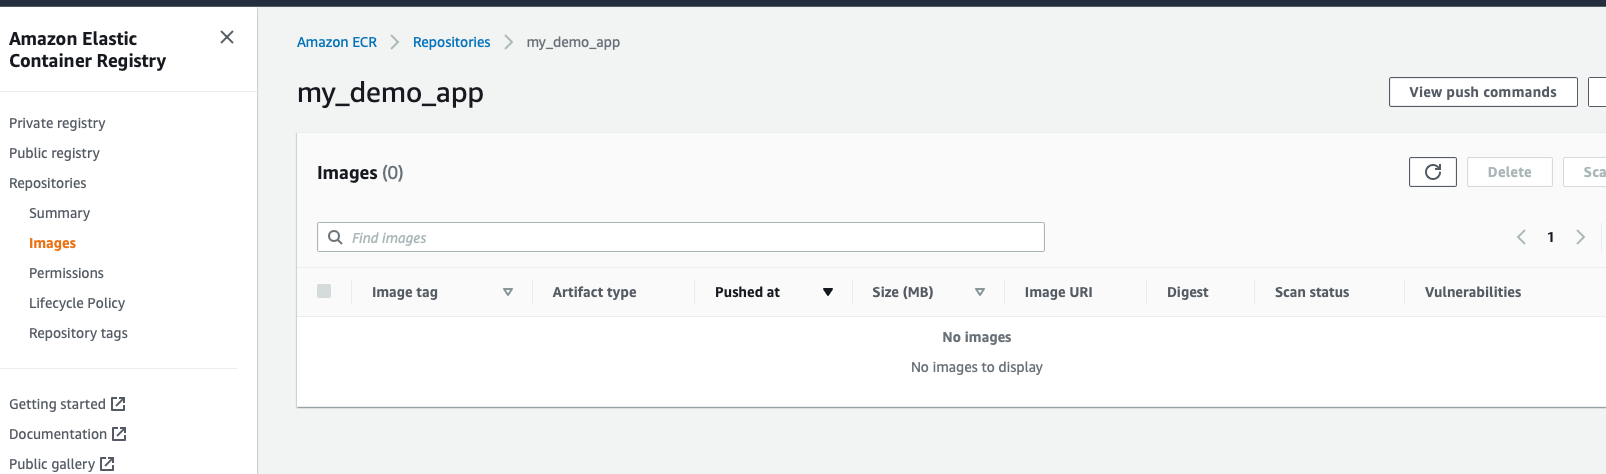 Amazon Elastic
Container Registry
Private registry
Public registry
Repositories
Summary
Images
Permissions
Lifecycle Policy
Repository tags
Getting started
Documentation
Public gallery
Amazon ECR > Repositories > my_demo_app
my_demo_app
View push commands
Images (0)
Delete
Find images
1
Image tag Artifact type Pushed at Size (MB) Image URI Digest Scan status Vulnerabilities
No images
No images to display